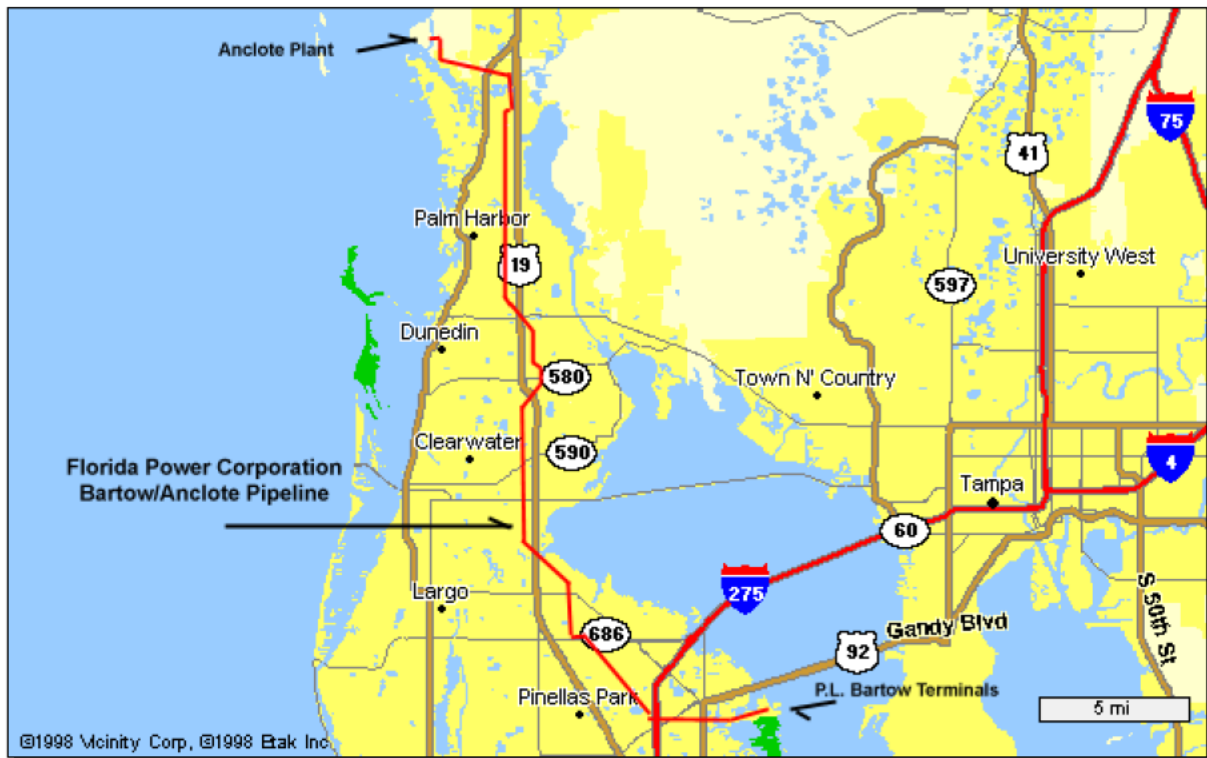 Anclote Plant
75
41
Palm Harbor
University West
19
597
Dunedin
580
Town N' Country
Clearwater
590
4
Florida Power Corporation
Bartow/Anclote Pipeline
Tampa
60
Largo
275
S 50th St
Gandy Blvd
686
92
P.L. Bartow Terminals
Pinellas Park
5 mi
©1998 Vicinity Corp, ©1998 Etak Inc